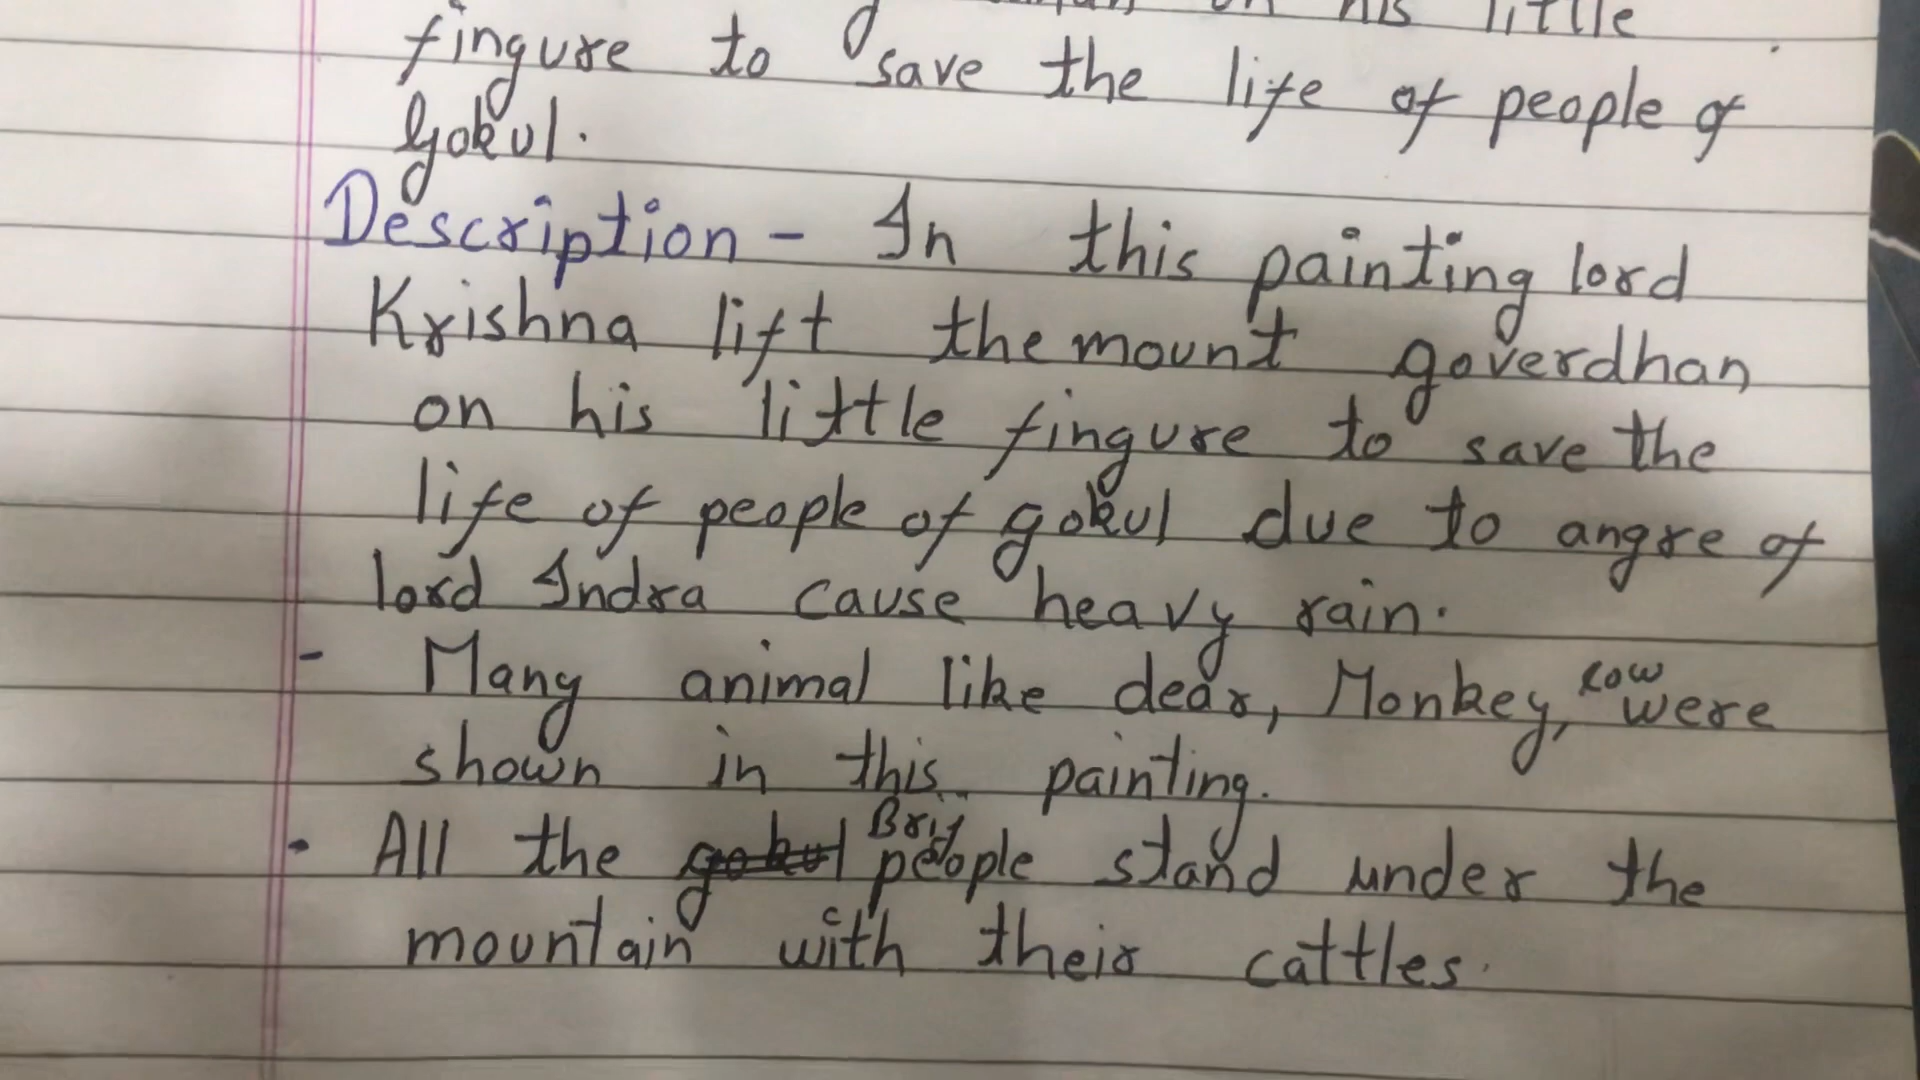 on his little
fingure to save the life of people of
Gokul.
Description - In this painting lord
Krishna lift the mount goverdhan
on his little fingure to save the
life of people of gokul due to angre of
lord Indra cause heavy rain.
- Many animal like dear, Monkey, cow were
shown in this painting.
- All the gokul Brij people stand under the
mountain with their cattles.